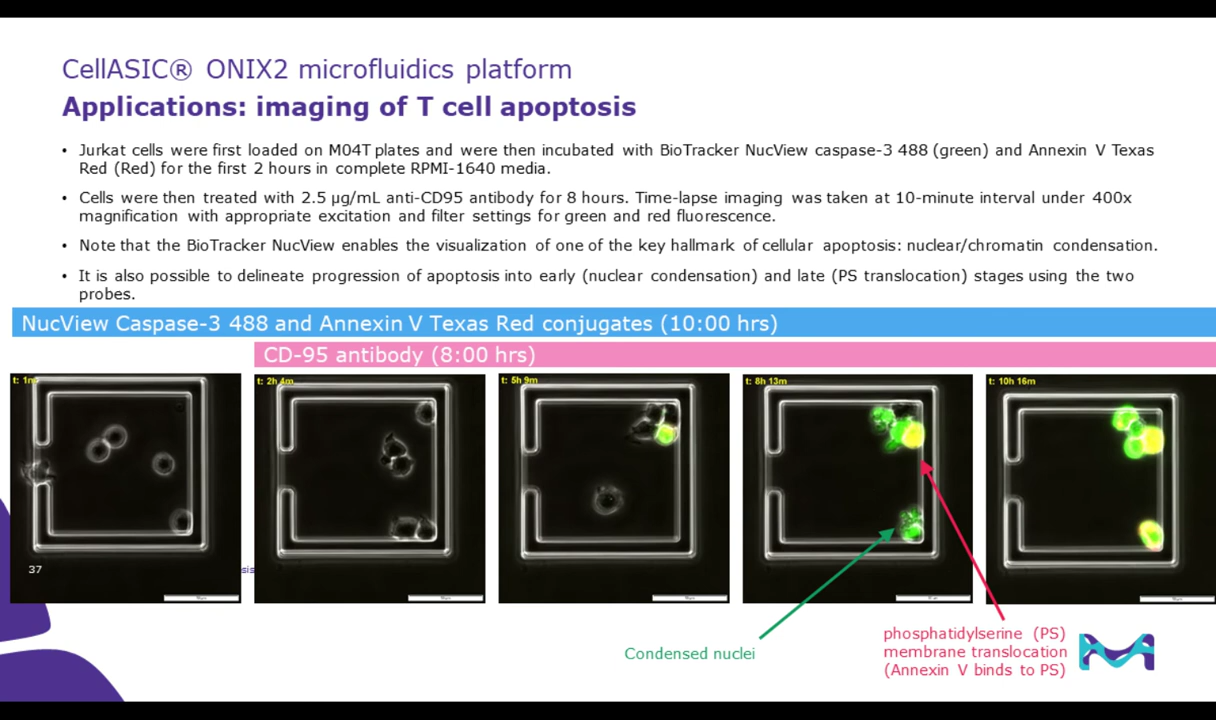 CellASIC® ONIX2 microfluidics platform
Applications: imaging of T cell apoptosis
• Jurkat cells were first loaded on M04T plates and were then incubated with BioTracker NucView caspase-3 488 (green) and Annexin V Texas
Red (Red) for the first 2 hours in complete RPMI-1640 media.
• Cells were then treated with 2.5 μg/mL anti-CD95 antibody for 8 hours. Time-lapse imaging was taken at 10-minute interval under 400x
magnification with appropriate excitation and filter settings for green and red fluorescence.
• Note that the BioTracker NucView enables the visualization of one of the key hallmark of cellular apoptosis: nuclear/chromatin condensation.
• It is also possible to delineate progression of apoptosis into early (nuclear condensation) and late (PS translocation) stages using the two
probes.
NucView Caspase-3 488 and Annexin V Texas Red conjugates (10:00 hrs)
CD-95 antibody (8:00 hrs)
t: 1m
t: 2h 4m
t: 5h 9m
t: 8h 13m
t: 10h 16m
37
Condensed nuclei
phosphatidylserine (PS)
membrane translocation
(Annexin V binds to PS)